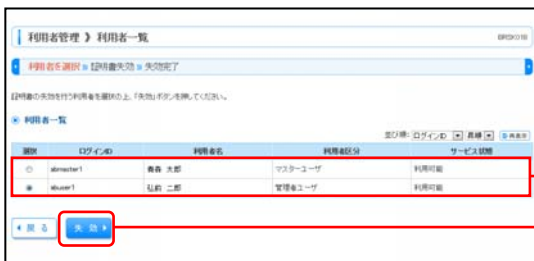 利用者管理 》 利用者一覧
利用者を選択 » 証明書失効 » 失効完了
証明書の失効を行う利用者を選択の上、「失効」ボタンを押してください。
利用者一覧
並び順: ログインID 昇順 再表示
選択 ログインID 利用者名 利用者区分 サービス状態
abmaster1 青森 太郎 マスターユーザ 利用可能
abuser1 弘前 二郎 管理者ユーザ 利用可能
戻る 失効